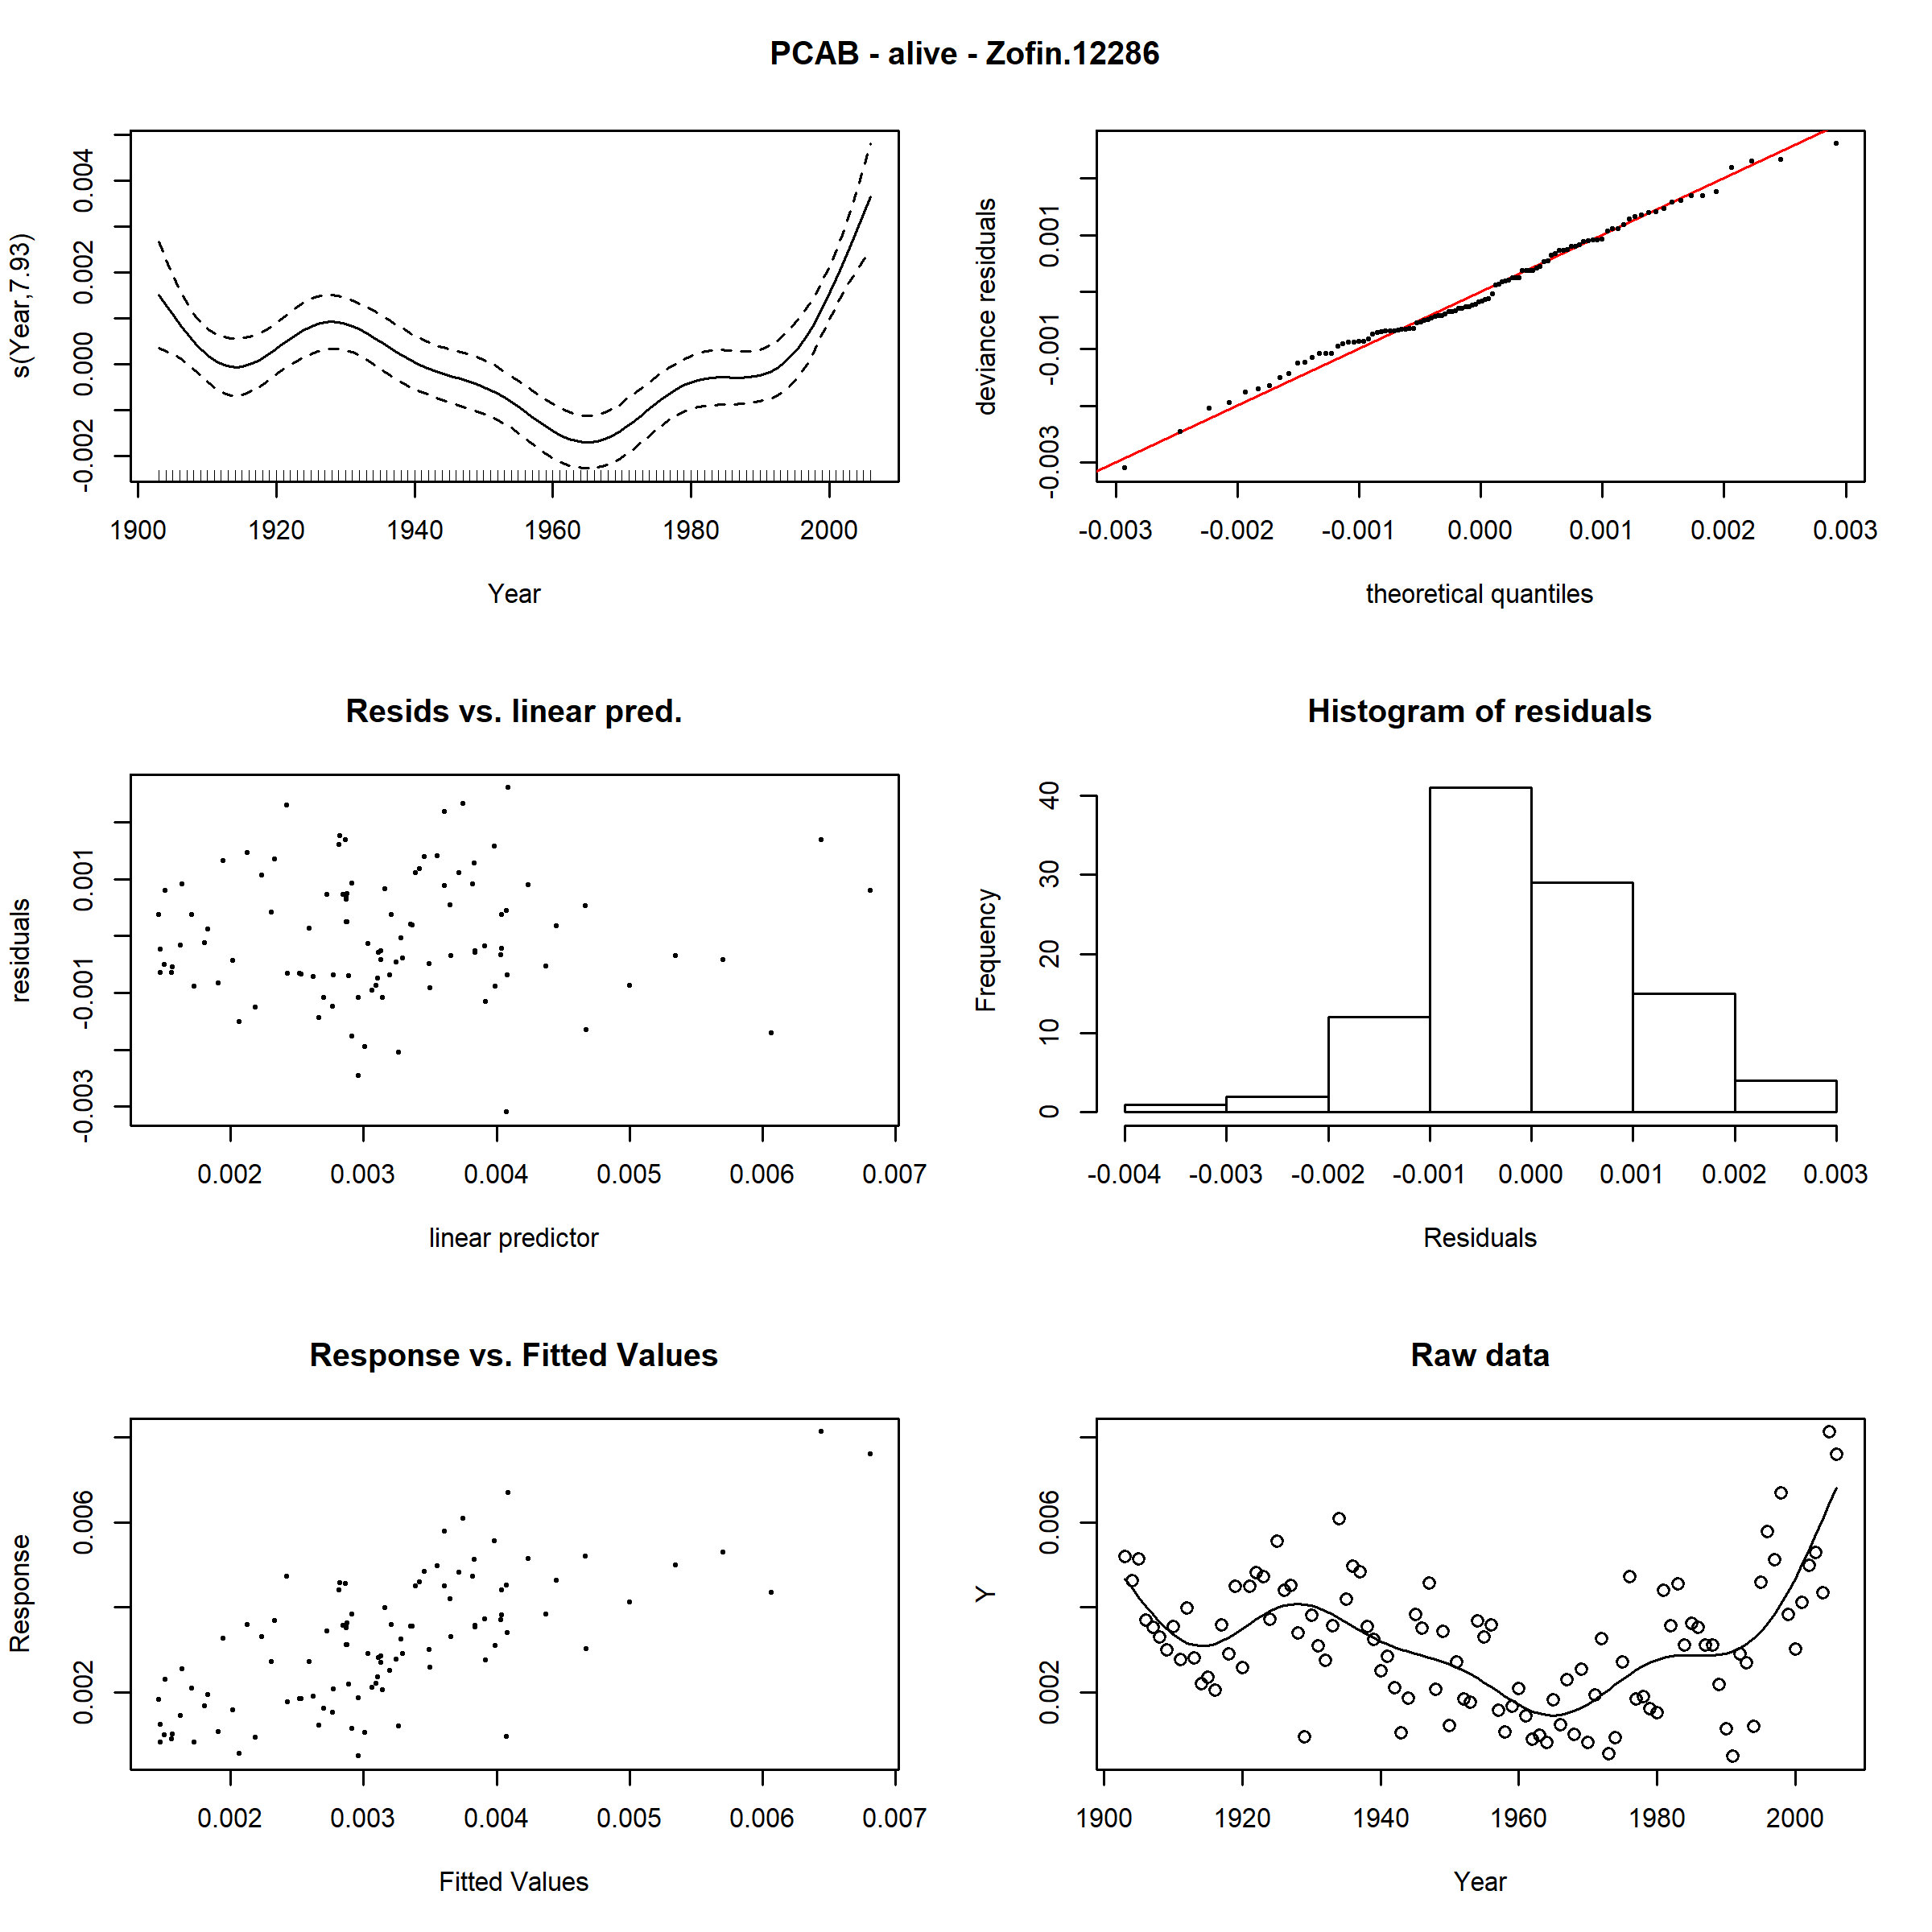 PCAB - alive - Zofin.12286
s(Year,7.93)
-0.002 0.000 0.002 0.004
1900 1920 1940 1960 1980 2000
Year
deviance residuals
-0.003 -0.001 0.001
-0.003 -0.002 -0.001 0.000 0.001 0.002 0.003
theoretical quantiles
Resids vs. linear pred.
residuals
-0.003 -0.001 0.001
0.002 0.003 0.004 0.005 0.006 0.007
linear predictor
Histogram of residuals
Frequency
0 10 20 30 40
-0.004 -0.003 -0.002 -0.001 0.000 0.001 0.002 0.003
Residuals
Response vs. Fitted Values
Response
0.002 0.006
0.002 0.003 0.004 0.005 0.006 0.007
Fitted Values
Raw data
Y
0.002 0.006
1900 1920 1940 1960 1980 2000
Year